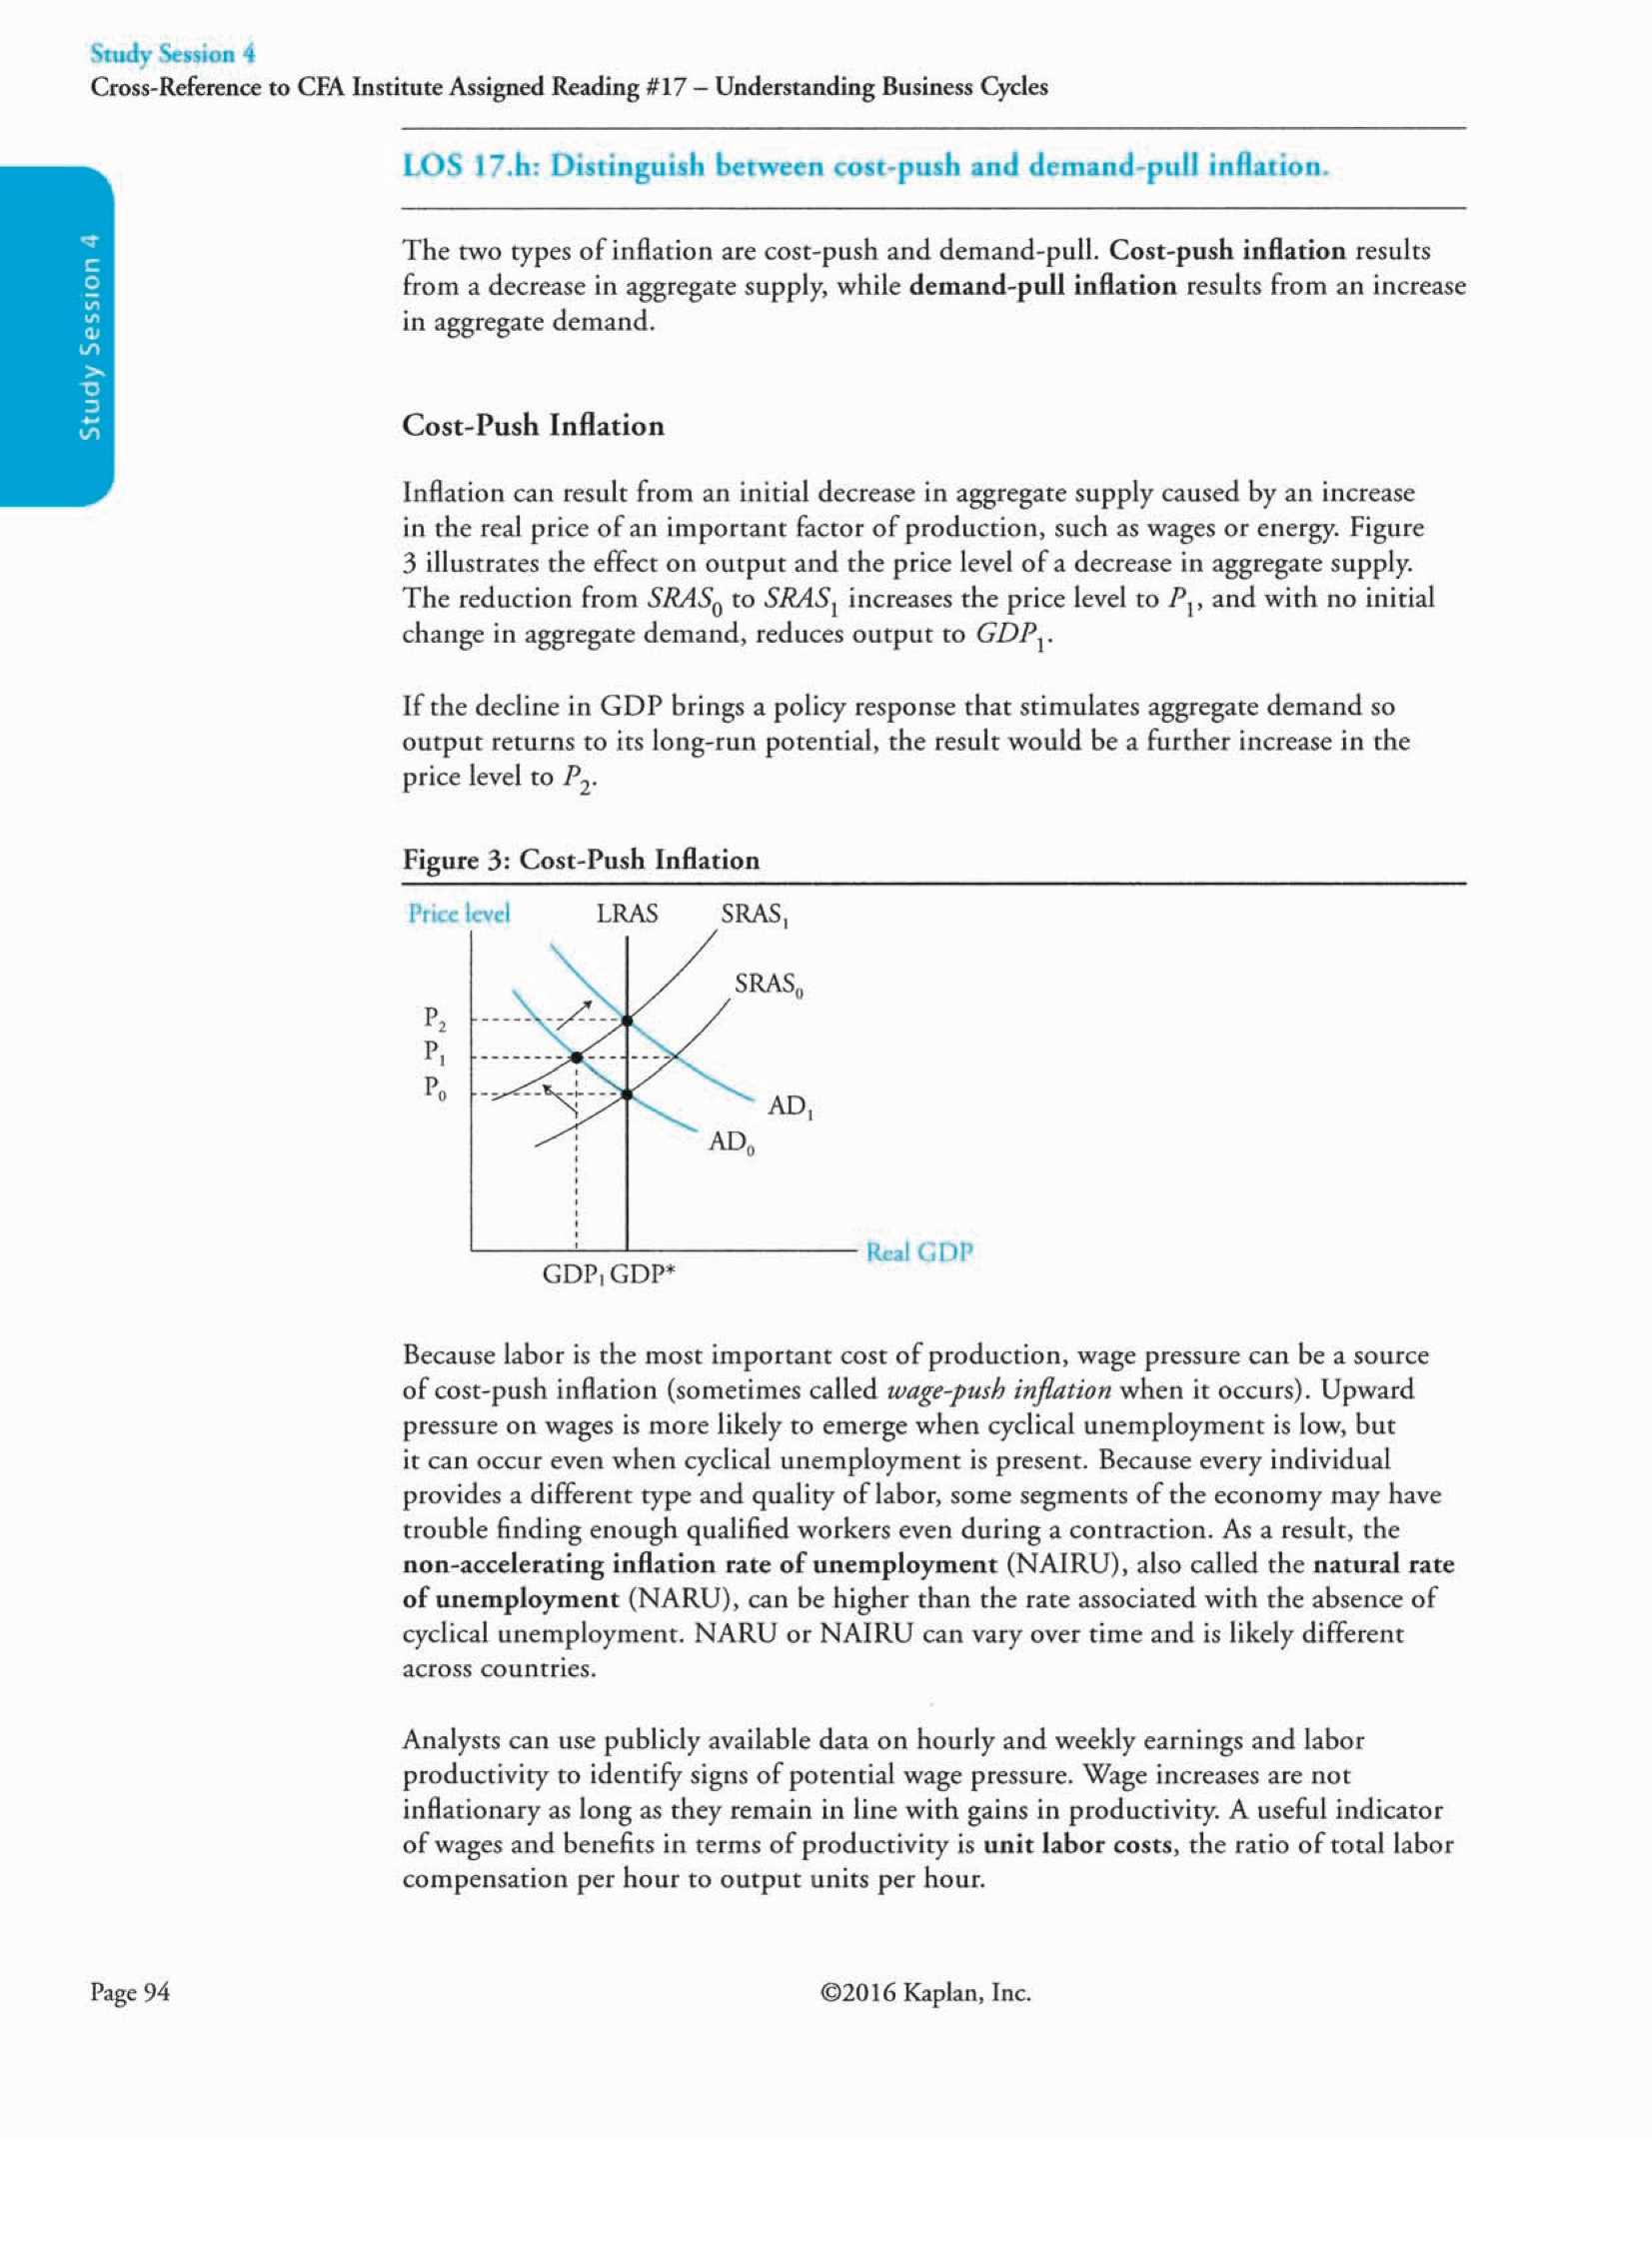 Study Session 4
Cross-Reference to CFA Institute Assigned Reading #17 – Understanding Business Cycles
Study Session 4
LOS 17.h: Distinguish between cost-push and demand-pull inflation.
The two types of inflation are cost-push and demand-pull. Cost-push inflation results
from a decrease in aggregate supply, while demand-pull inflation results from an increase
in aggregate demand.
Cost-Push Inflation
Inflation can result from an initial decrease in aggregate supply caused by an increase
in the real price of an important factor of production, such as wages or energy. Figure
3 illustrates the effect on output and the price level of a decrease in aggregate supply.
The reduction from SRAS₀ to SRAS₁ increases the price level to P₁, and with no initial
change in aggregate demand, reduces output to GDP₁.
If the decline in GDP brings a policy response that stimulates aggregate demand so
output returns to its long-run potential, the result would be a further increase in the
price level to P₂.
Figure 3: Cost-Push Inflation
Price level
LRAS
SRAS₁
SRAS₀
P₂
P₁
P₀
AD₁
AD₀
Real GDP
GDP₁ GDP*
Because labor is the most important cost of production, wage pressure can be a source
of cost-push inflation (sometimes called wage-push inflation when it occurs). Upward
pressure on wages is more likely to emerge when cyclical unemployment is low, but
it can occur even when cyclical unemployment is present. Because every individual
provides a different type and quality of labor, some segments of the economy may have
trouble finding enough qualified workers even during a contraction. As a result, the
non-accelerating inflation rate of unemployment (NAIRU), also called the natural rate
of unemployment (NARU), can be higher than the rate associated with the absence of
cyclical unemployment. NARU or NAIRU can vary over time and is likely different
across countries.
Analysts can use publicly available data on hourly and weekly earnings and labor
productivity to identify signs of potential wage pressure. Wage increases are not
inflationary as long as they remain in line with gains in productivity. A useful indicator
of wages and benefits in terms of productivity is unit labor costs, the ratio of total labor
compensation per hour to output units per hour.
Page 94
©2016 Kaplan, Inc.